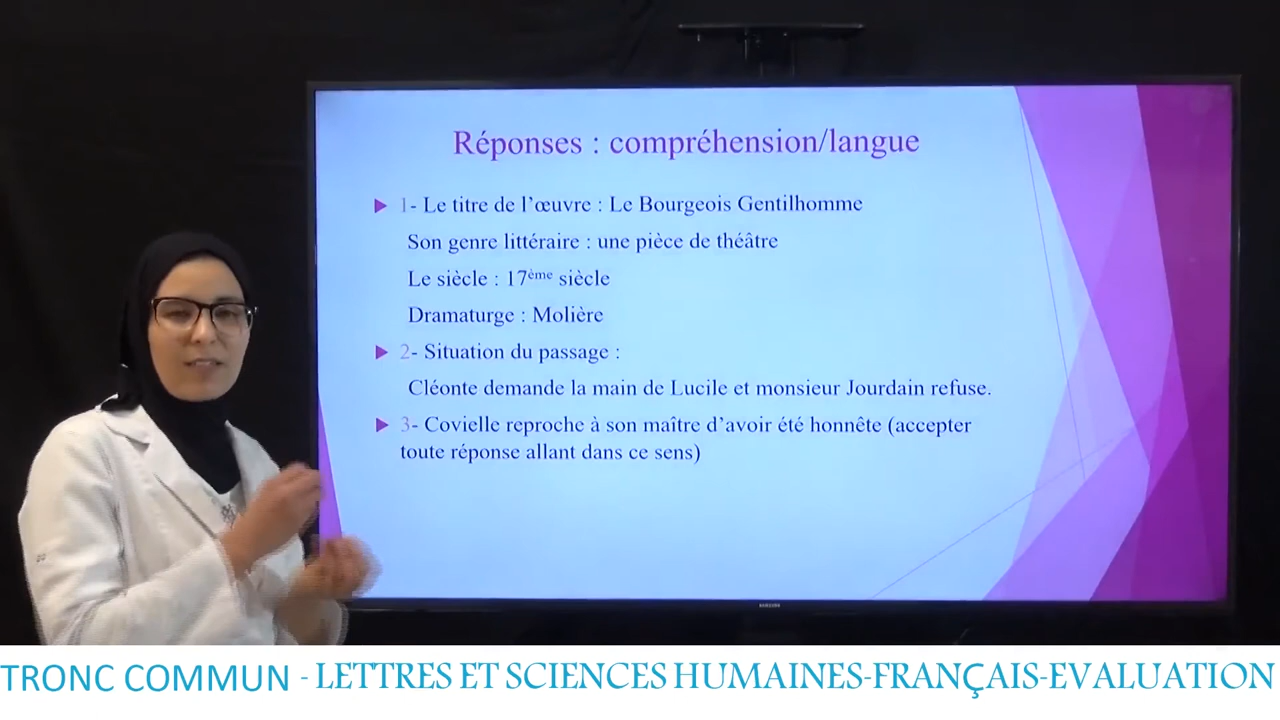 Réponses : compréhension/langue
1- Le titre de l'œuvre : Le Bourgeois Gentilhomme
Son genre littéraire : une pièce de théâtre
Le siècle : 17ème siècle
Dramaturge : Molière
2- Situation du passage :
Cléonte demande la main de Lucile et monsieur Jourdain refuse.
3- Covielle reproche à son maître d'avoir été honnête (accepter
toute réponse allant dans ce sens)
SAMSUNG
TRONC COMMUN - LETTRES ET SCIENCES HUMAINES-FRANÇAIS-EVALUATION